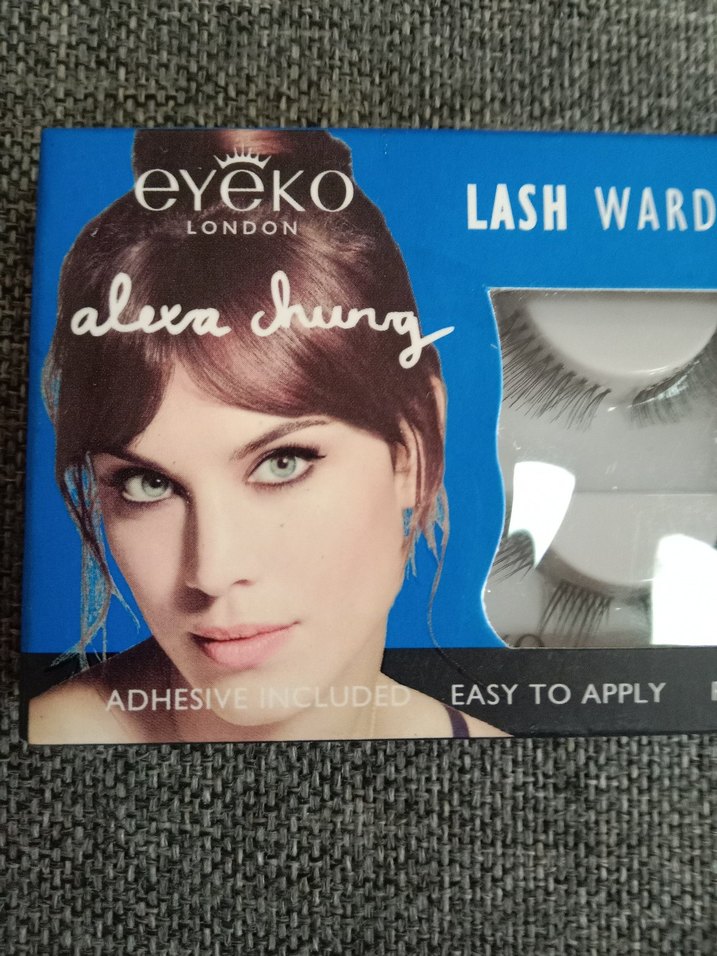 eyeko
LONDON
alexa chung
LASH WARD
ADHESIVE INCLUDED EASY TO APPLY